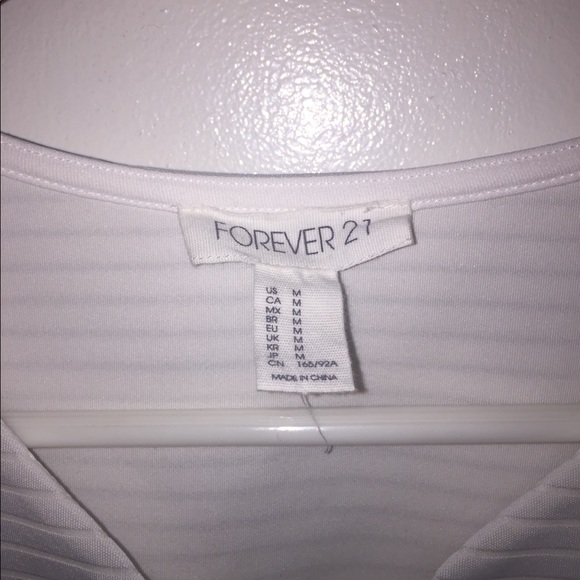 FOREVER 21
US M
CA M
MX M
BR M
EU M
UK M
KR M
JP M
CN 165/92A
MADE IN CHINA